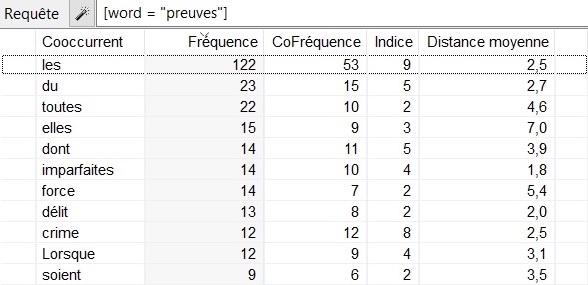 Requête [word = "preuves"]
Cooccurrent Fréquence CoFréquence Indice Distance moyenne
les 122 53 9 2,5
du 23 15 5 2,7
toutes 22 10 2 4,6
elles 15 9 3 7,0
dont 14 11 5 3,9
imparfaites 14 10 4 1,8
force 14 7 2 5,4
délit 13 8 2 2,0
crime 12 12 8 2,5
Lorsque 12 9 4 3,1
soient 9 6 2 3,5